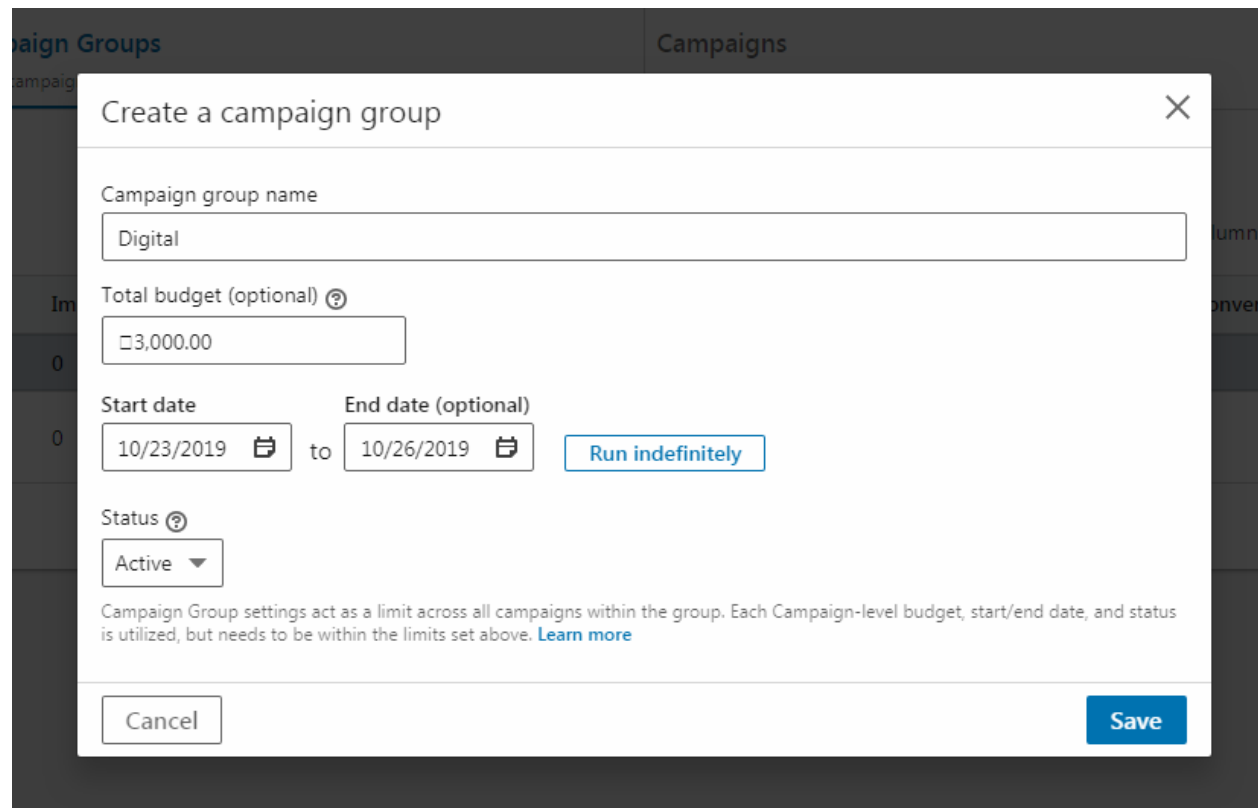 paign Groups
Campaigns
campaig
Create a campaign group
Campaign group name
Digital
lumn
Total budget (optional)
Im
onver
□3,000.00
0
Start date
End date (optional)
10/23/2019 to 10/26/2019 Run indefinitely
0
Status
Active
Campaign Group settings act as a limit across all campaigns within the group. Each Campaign-level budget, start/end date, and status
is utilized, but needs to be within the limits set above. Learn more
Cancel
Save